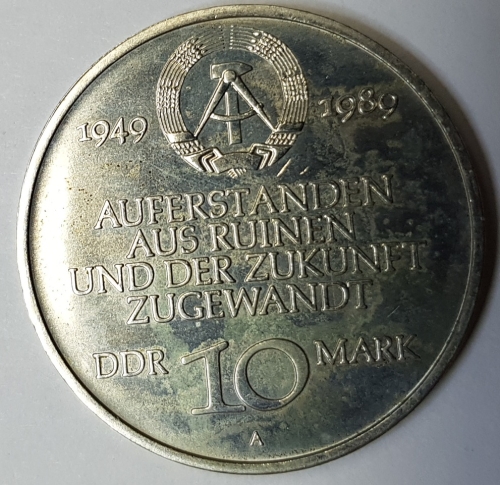 1949 1989
AUFERSTANDEN
AUS RUINEN
UND DER ZUKUNFT
ZUGEWANDT
DDR 10 MARK
A